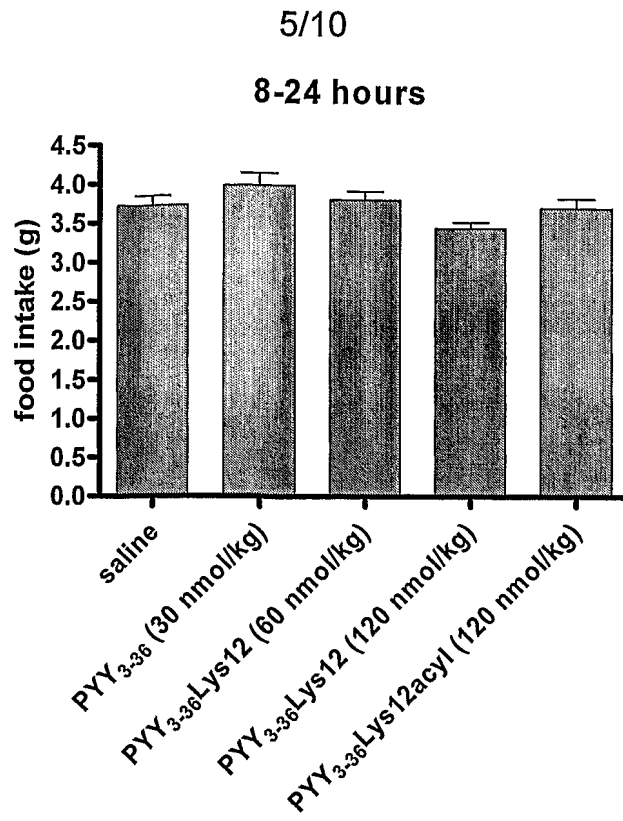 5/10
8-24 hours
food intake (g)
4.5
4.0
3.5
3.0
2.5
2.0
1.5
1.0
0.5
0.0
saline
PYY3-36 (30 nmol/kg)
PYY3-36Lys12 (60 nmol/kg)
PYY3-36Lys12 (120 nmol/kg)
PYY3-36Lys12acyl (120 nmol/kg)